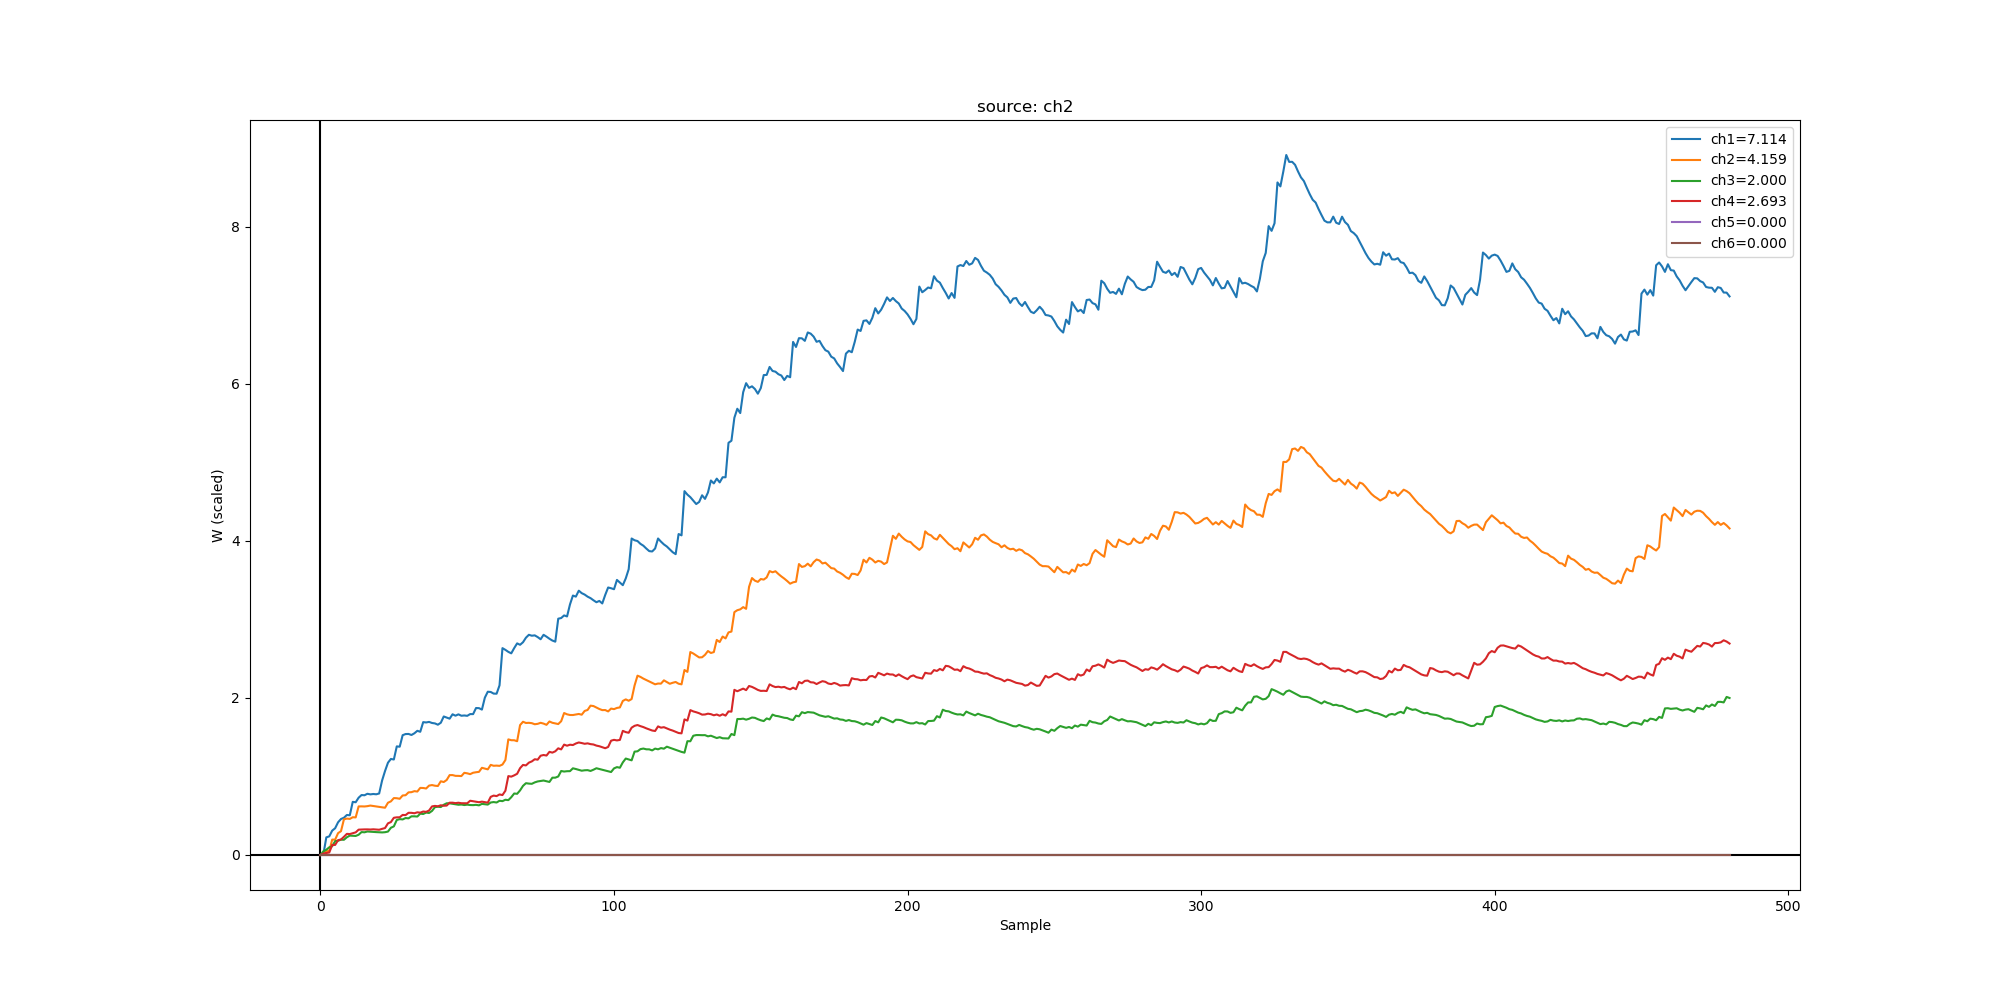 source: ch2
ch1=7.114
ch2=4.159
ch3=2.000
ch4=2.693
ch5=0.000
ch6=0.000
8
6
W (scaled)
4
2
0
0 100 200 300 400 500
Sample